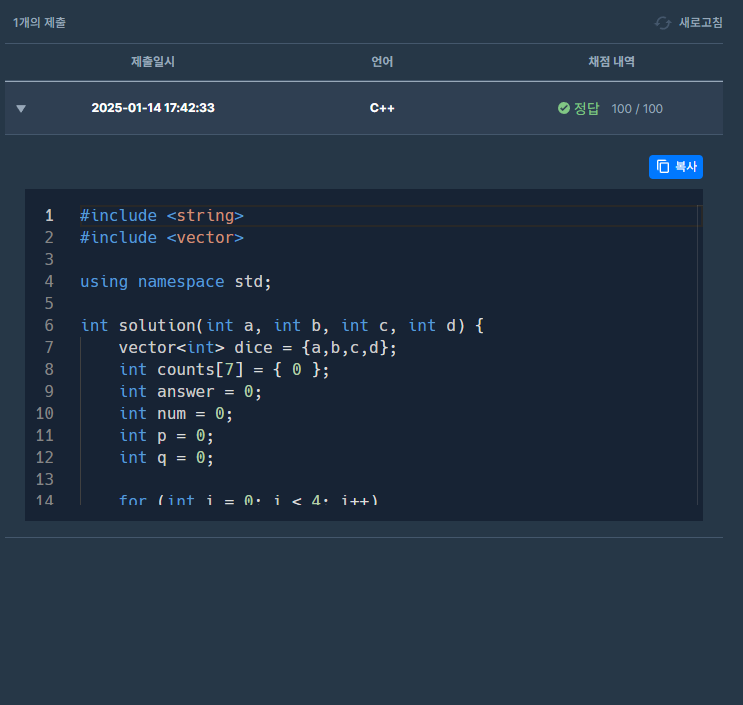 1개의 제출 새로고침
제출일시 언어 채점 내역
2025-01-14 17:42:33 C++ 정답 100 / 100
복사
1 #include <string>
2 #include <vector>
3
4 using namespace std;
5
6 int solution(int a, int b, int c, int d) {
7 vector<int> dice = {a,b,c,d};
8 int counts[7] = { 0 };
9 int answer = 0;
10 int num = 0;
11 int p = 0;
12 int q = 0;
13
14 for (int i = 0; i < 4; i++)